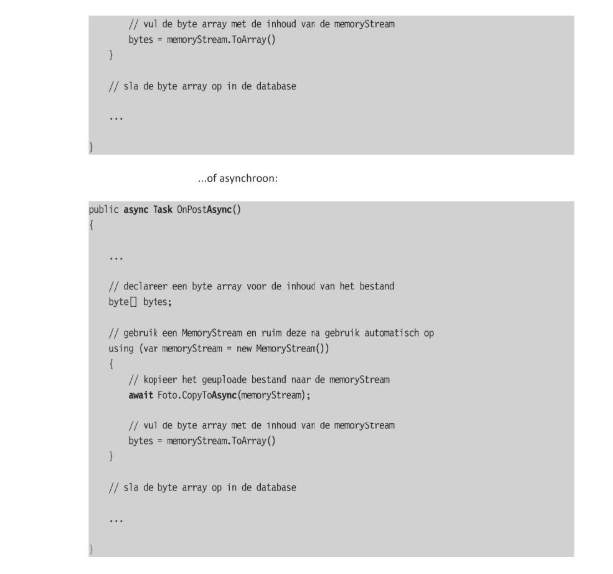 // vul de byte array met de inhoud van de memoryStream
bytes = memoryStream.ToArray()
}
// sla de byte array op in de database
...
}
...of asynchroon:
public async Task OnPostAsync()
{
...
// declareer een byte array voor de inhoud van het bestand
byte[] bytes;
// gebruik een MemoryStream en ruim deze na gebruik automatisch op
using (var memoryStream = new MemoryStream())
{
// kopieer het geuploade bestand naar de memoryStream
await Foto.CopyToAsync(memoryStream);
// vul de byte array met de inhoud van de memoryStream
bytes = memoryStream.ToArray()
}
// sla de byte array op in de database
...
}